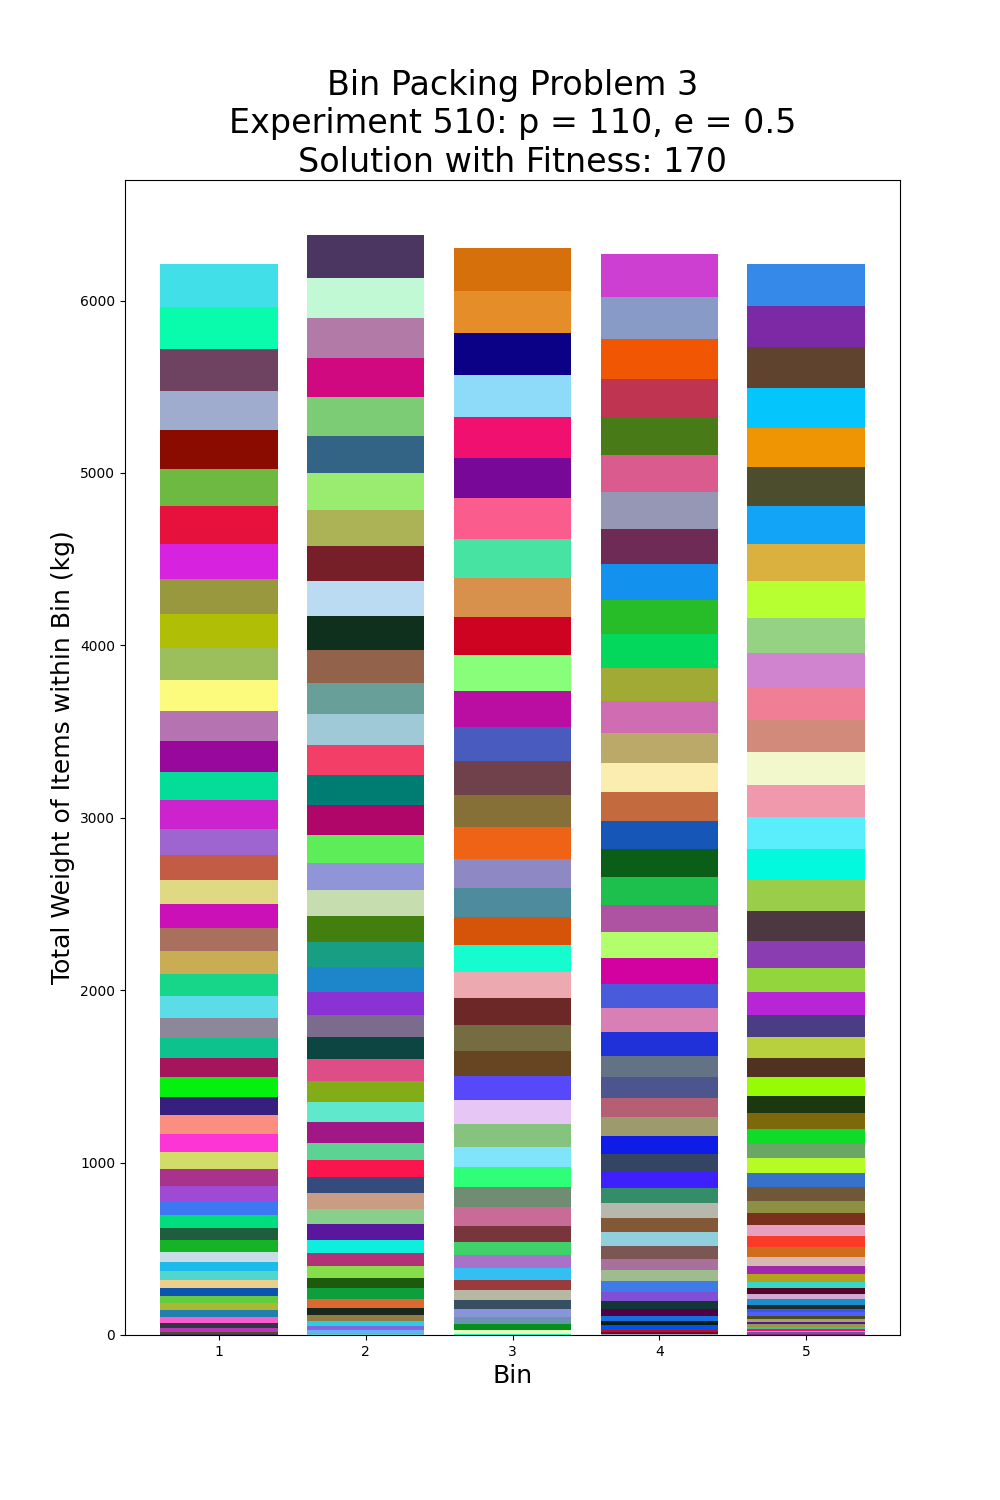 Bin Packing Problem 3
Experiment 510: p = 110, e = 0.5
Solution with Fitness: 170
Total Weight of Items within Bin (kg)
6000
5000
4000
3000
2000
1000
0
1 2 3 4 5
Bin